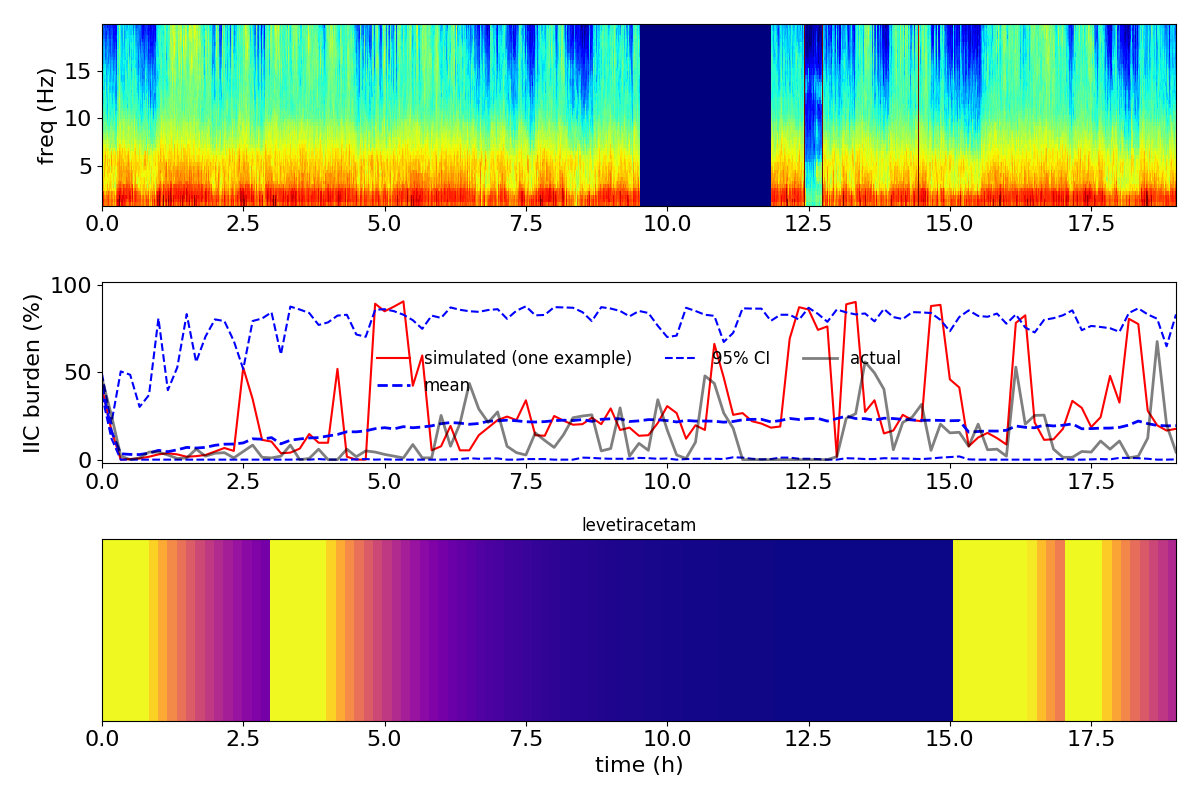 freq (Hz)
15
10
5
0.0 2.5 5.0 7.5 10.0 12.5 15.0 17.5
IIC burden (%)
100
50
0
simulated (one example) 95% CI actual
mean
0.0 2.5 5.0 7.5 10.0 12.5 15.0 17.5
levetiracetam
0.0 2.5 5.0 7.5 10.0 12.5 15.0 17.5
time (h)